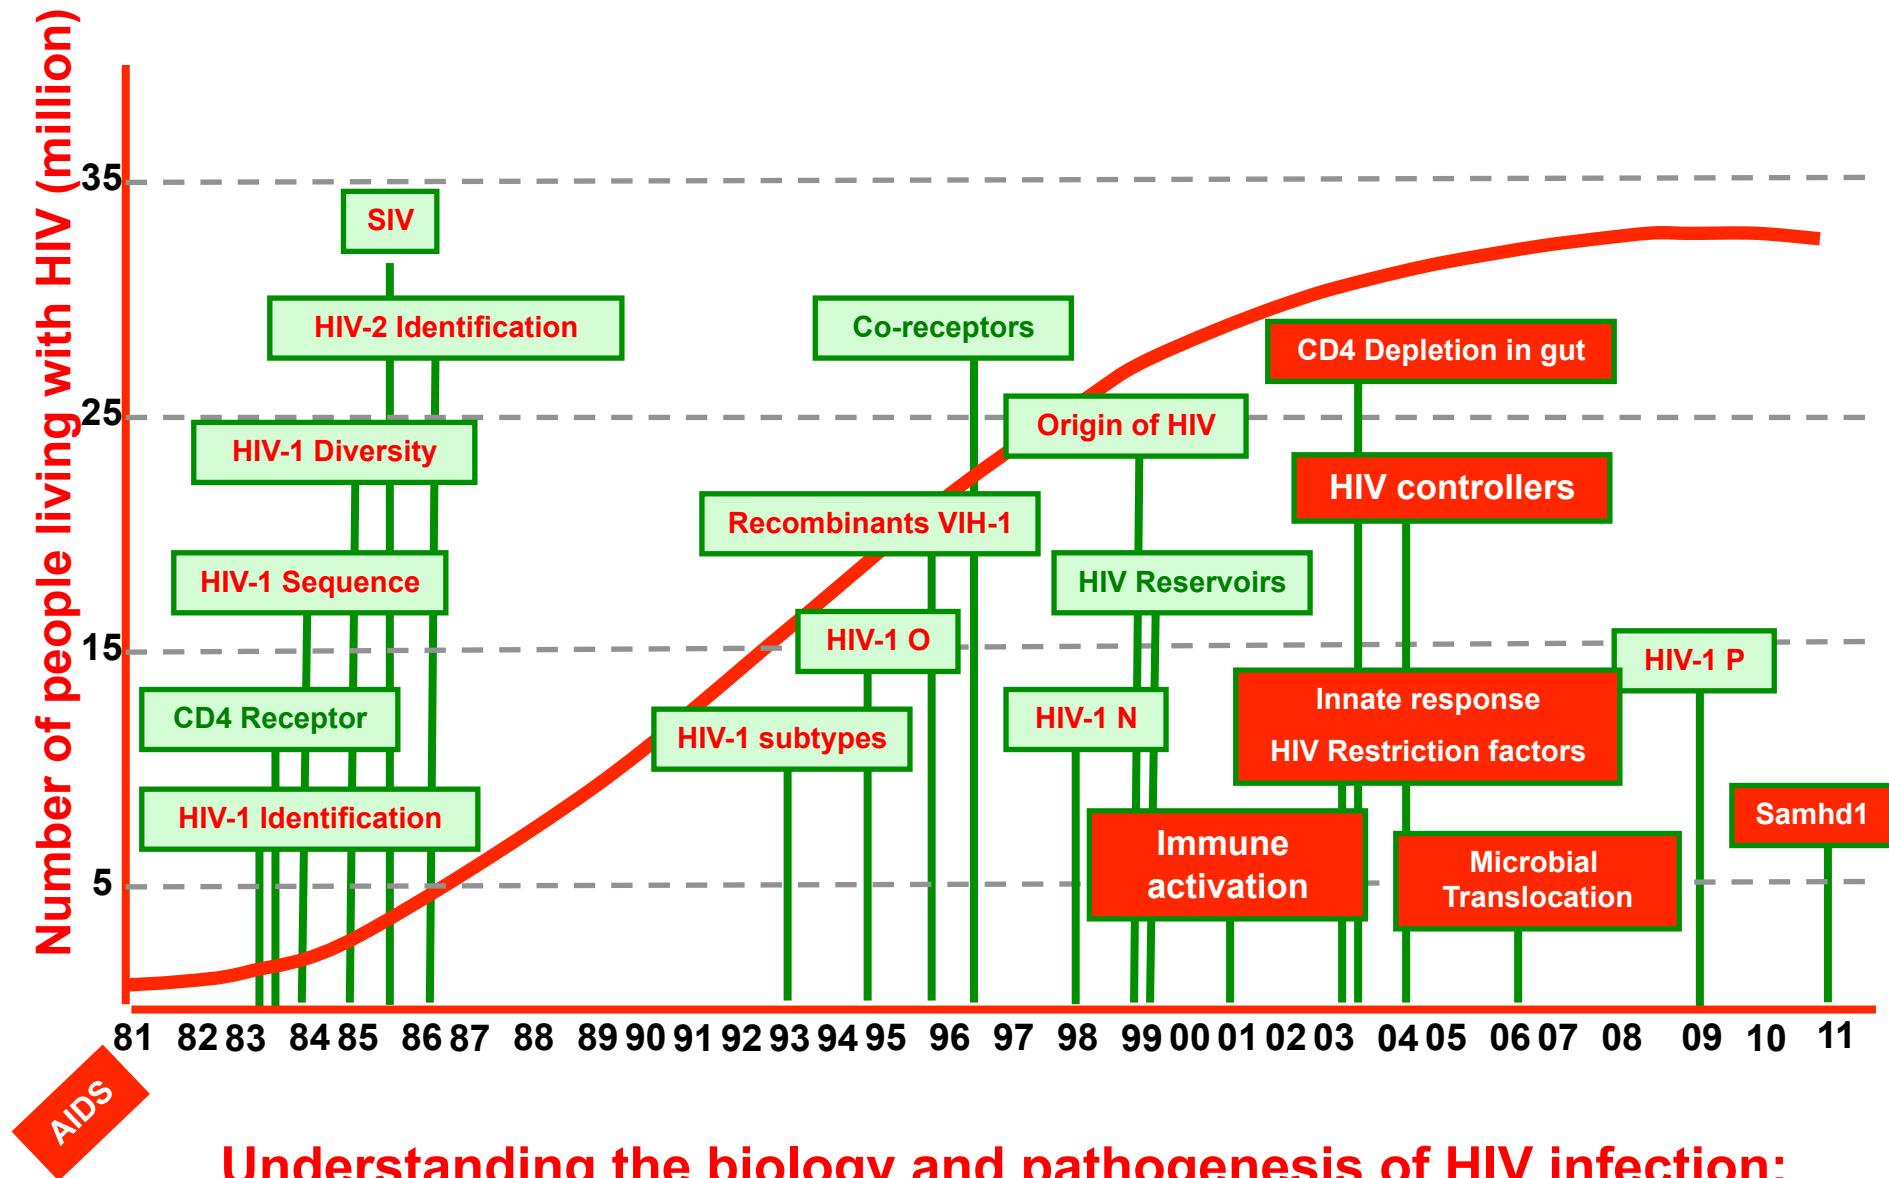 Number of people living with HIV (million)
35
25
15
5
SIV
HIV-2 Identification
HIV-1 Diversity
HIV-1 Sequence
CD4 Receptor
HIV-1 Identification
Co-receptors
Origin of HIV
Recombinants VIH-1
HIV Reservoirs
HIV-1 O
HIV-1 N
HIV-1 subtypes
CD4 Depletion in gut
HIV controllers
HIV-1 P
Innate response
HIV Restriction factors
Immune
activation
Microbial
Translocation
Samhd1
81 82 83 84 85 86 87 88 89 90 91 92 93 94 95 96 97 98 99 00 01 02 03 04 05 06 07 08 09 10 11
AIDS
Understanding the biology and pathogenesis of HIV infection: